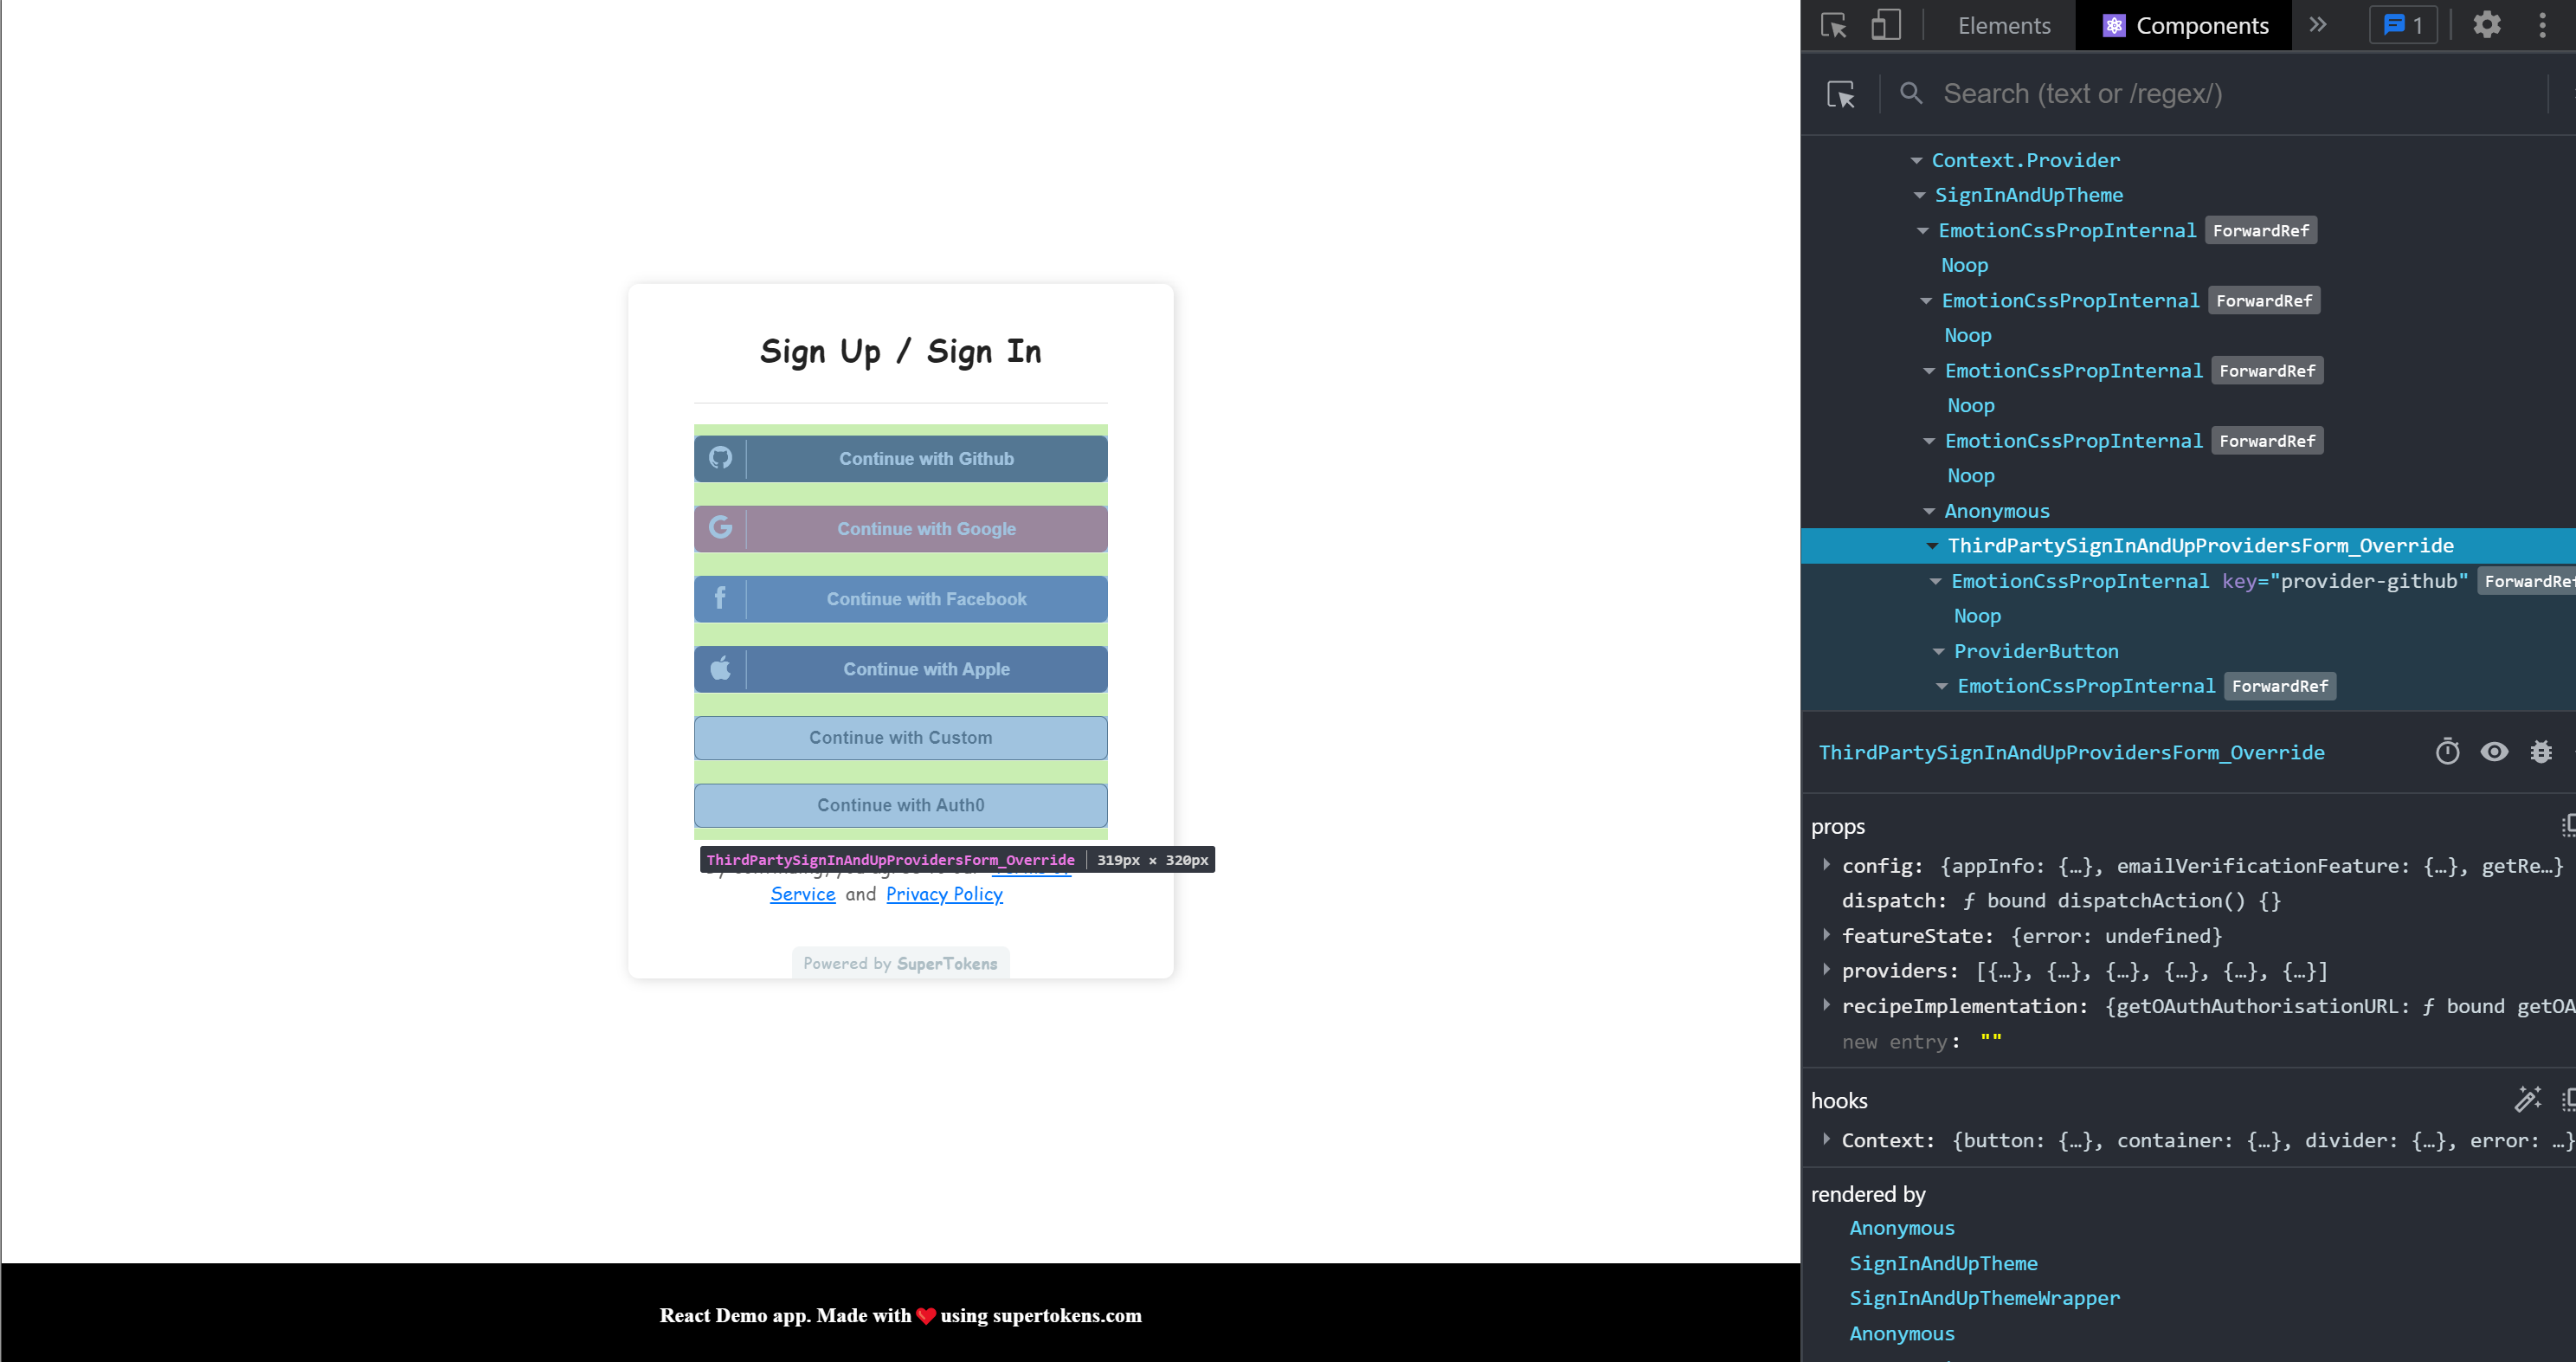 Sign Up / Sign In
Continue with Github
Continue with Google
Continue with Facebook
Continue with Apple
Continue with Custom
Continue with Auth0
ThirdPartySignInAndUpProvidersForm_Override 319px × 320px
Service and Privacy Policy
Powered by SuperTokens
React Demo app. Made with ❤ using supertokens.com
Elements Components » 1
Search (text or /regex/)
Context.Provider
SignInAndUpTheme
EmotionCssPropInternal ForwardRef
Noop
EmotionCssPropInternal ForwardRef
Noop
EmotionCssPropInternal ForwardRef
Noop
EmotionCssPropInternal ForwardRef
Noop
Anonymous
ThirdPartySignInAndUpProvidersForm_Override
EmotionCssPropInternal key="provider-github" ForwardRef
Noop
ProviderButton
EmotionCssPropInternal ForwardRef
ThirdPartySignInAndUpProvidersForm_Override
props
config: {appInfo: {…}, emailVerificationFeature: {…}, getRe…}
dispatch: ƒ bound dispatchAction() {}
featureState: {error: undefined}
providers: [{…}, {…}, {…}, {…}, {…}, {…}]
recipeImplementation: {getOAuthAuthorisationURL: ƒ bound getOA
new entry: ""
hooks
Context: {button: {…}, container: {…}, divider: {…}, error: …}
rendered by
Anonymous
SignInAndUpTheme
SignInAndUpThemeWrapper
Anonymous